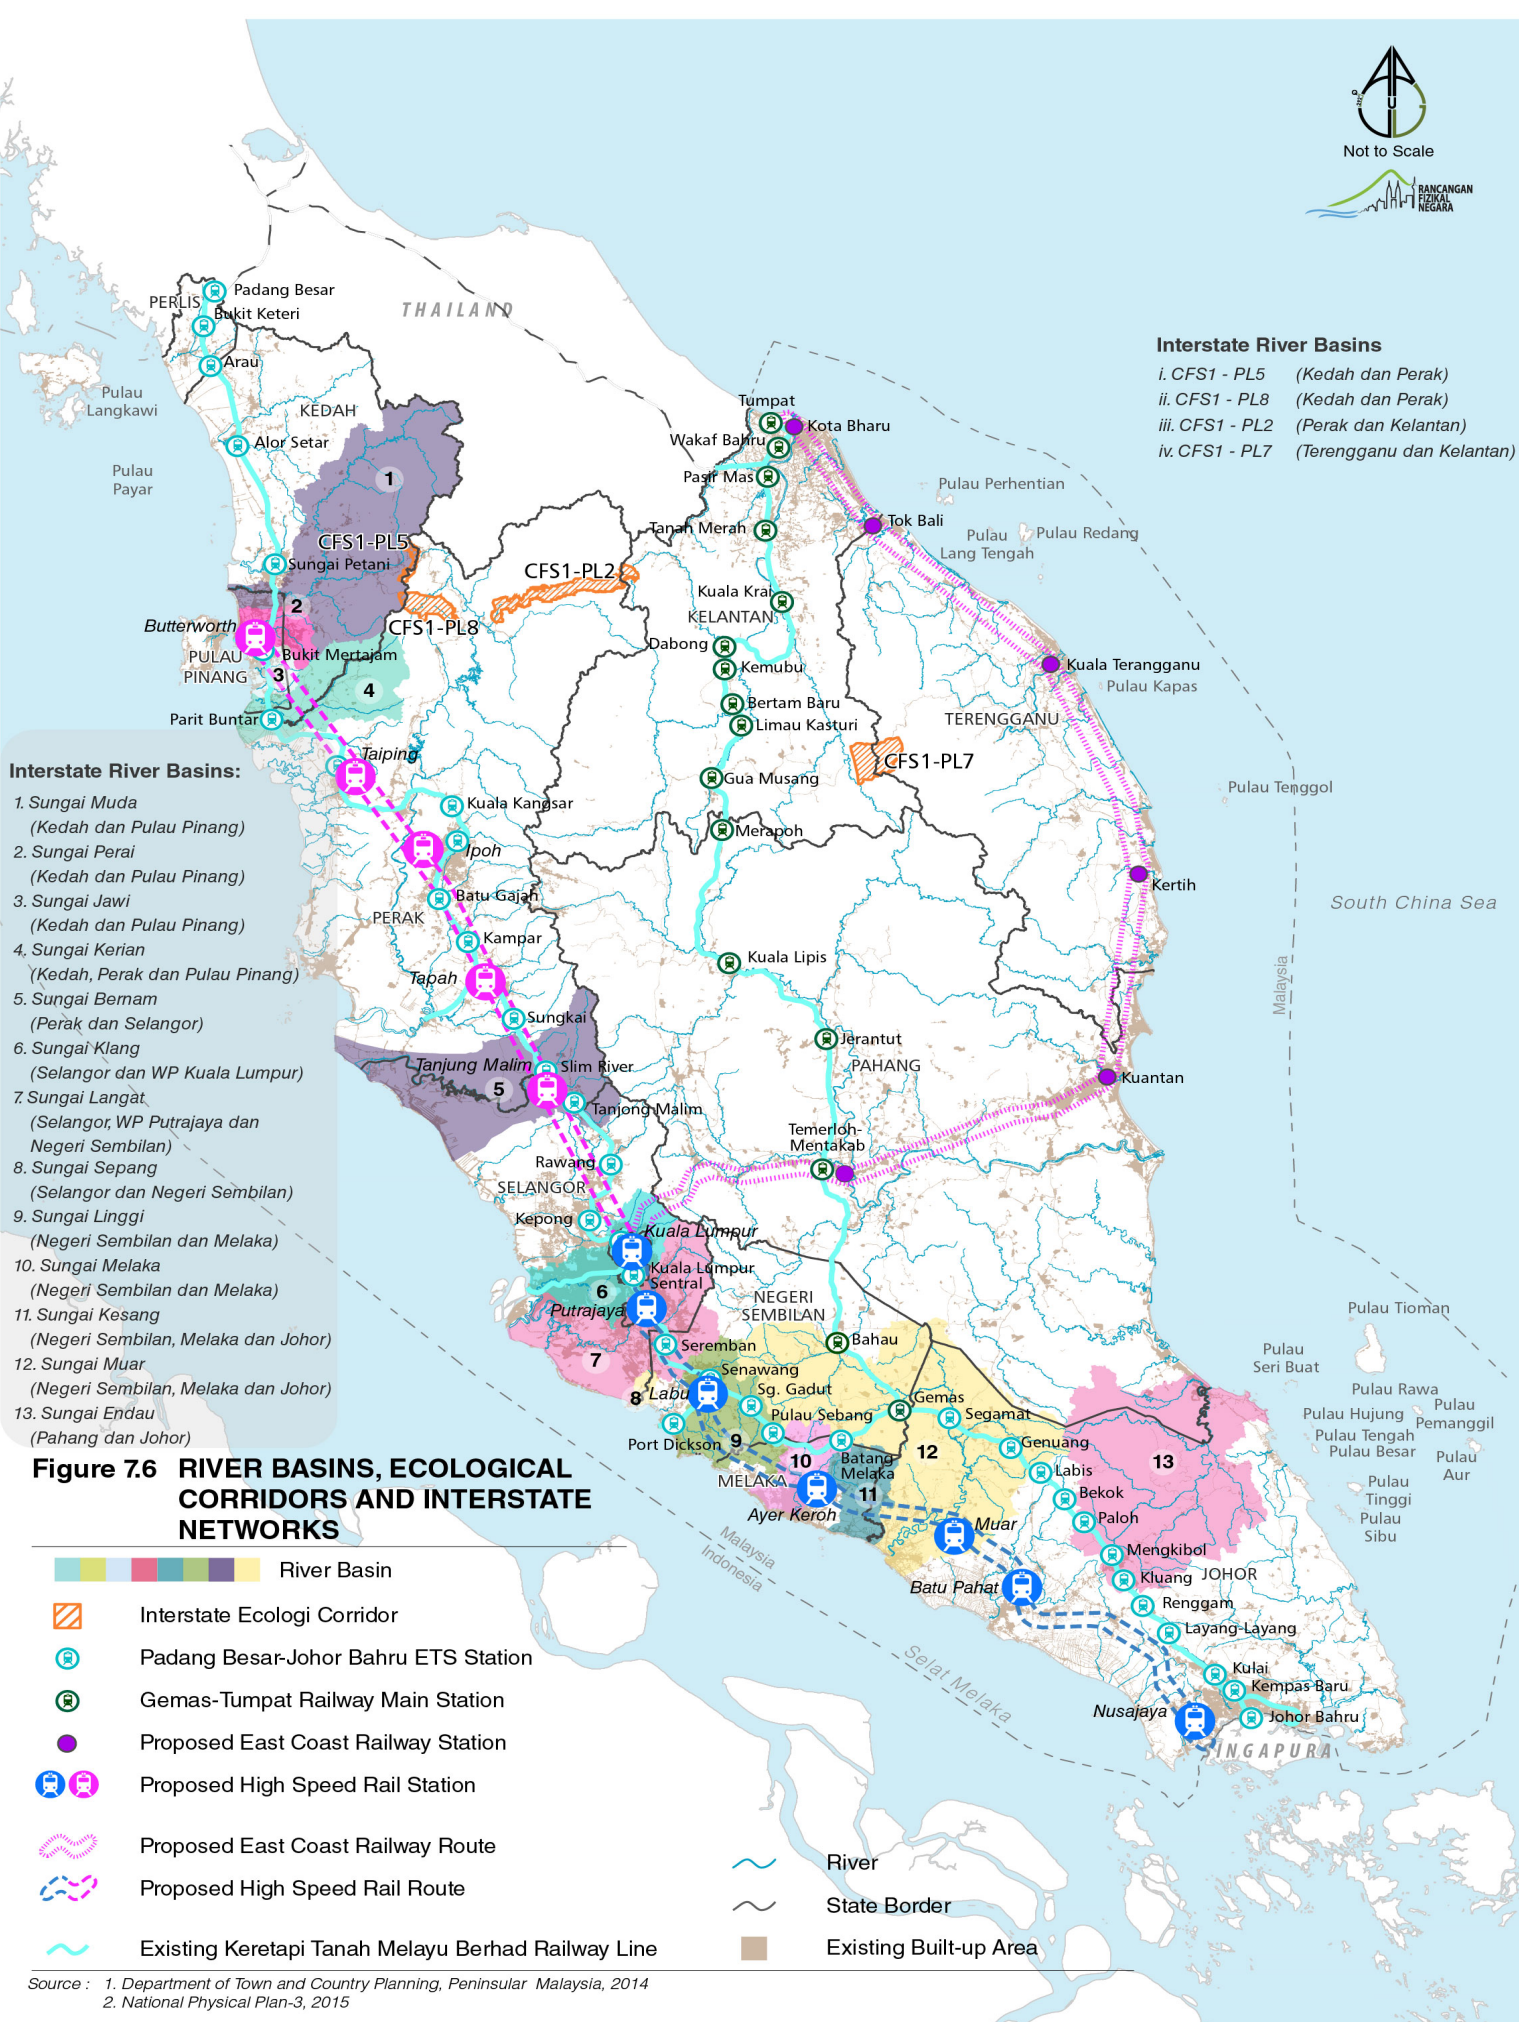 Not to Scale
RANCANGAN
FIZIKAL
NEGARA
THAILAND
PERLIS
Padang Besar
Bukit Keteri
Arau
Pulau
Langkawi
KEDAH
Alor Setar
Pulau
Payar
1
CFS1-PL5
Sungai Petani
2
Butterworth
PULAU
PINANG
Bukit Mertajam
3
4
Parit Buntar
CFS1-PL8
CFS1-PL2
Interstate River Basins
i. CFS1 - PL5 (Kedah dan Perak)
ii. CFS1 - PL8 (Kedah dan Perak)
iii. CFS1 - PL2 (Perak dan Kelantan)
iv. CFS1 - PL7 (Terengganu dan Kelantan)
Tumpat
Kota Bharu
Wakaf Bahru
Pasir Mas
Tanah Merah
Kuala Krai
KELANTAN
Dabong
Kemubu
Bertam Baru
Limau Kasturi
Gua Musang
Merapoh
Pulau Perhentian
Tok Bali
Pulau
Lang Tengah
Pulau Redang
Kuala Terangganu
Pulau Kapas
TERENGGANU
CFS1-PL7
Pulau Tenggol
Kertih
South China Sea
Malaysia
Taiping
Kuala Kangsar
Ipoh
Batu Gajah
PERAK
Kampar
Tapah
Sungkai
Tanjung Malim
Slim River
5
Tanjong Malim
Rawang
SELANGOR
Kepong
Kuala Lumpur
Kuala Lumpur
Sentral
6
Putrajaya
7
8
Kuala Lipis
Jerantut
PAHANG
Kuantan
Temerloh-
Mentakab
NEGERI
SEMBILAN
Bahau
Seremban
Senawang
Labu
Sg. Gadut
Pulau Sebang
Port Dickson
9
10
MELAKA
Batang
Melaka
11
Ayer Keroh
Gemas
Segamat
12
Genuang
Labis
Bekok
Paloh
Mengkibol
Kluang
JOHOR
Renggam
Layang-Layang
Kulai
Kempas Baru
Johor Bahru
Nusajaya
SINGAPURA
13
Muar
Batu Pahat
Malaysia
Indonesia
Selat Melaka
Pulau Tioman
Pulau
Seri Buat
Pulau Rawa
Pulau Hujung
Pulau
Pemanggil
Pulau Tengah
Pulau Besar
Pulau
Aur
Pulau
Tinggi
Pulau
Sibu
Interstate River Basins:
1. Sungai Muda
(Kedah dan Pulau Pinang)
2. Sungai Perai
(Kedah dan Pulau Pinang)
3. Sungai Jawi
(Kedah dan Pulau Pinang)
4. Sungai Kerian
(Kedah, Perak dan Pulau Pinang)
5. Sungai Bernam
(Perak dan Selangor)
6. Sungai Klang
(Selangor dan WP Kuala Lumpur)
7. Sungai Langat
(Selangor, WP Putrajaya dan
Negeri Sembilan)
8. Sungai Sepang
(Selangor dan Negeri Sembilan)
9. Sungai Linggi
(Negeri Sembilan dan Melaka)
10. Sungai Melaka
(Negeri Sembilan dan Melaka)
11. Sungai Kesang
(Negeri Sembilan, Melaka dan Johor)
12. Sungai Muar
(Negeri Sembilan, Melaka dan Johor)
13. Sungai Endau
(Pahang dan Johor)
Figure 7.6 RIVER BASINS, ECOLOGICAL
CORRIDORS AND INTERSTATE
NETWORKS
River Basin
Interstate Ecologi Corridor
Padang Besar-Johor Bahru ETS Station
Gemas-Tumpat Railway Main Station
Proposed East Coast Railway Station
Proposed High Speed Rail Station
Proposed East Coast Railway Route
Proposed High Speed Rail Route
Existing Keretapi Tanah Melayu Berhad Railway Line
River
State Border
Existing Built-up Area
Source : 1. Department of Town and Country Planning, Peninsular Malaysia, 2014
2. National Physical Plan-3, 2015